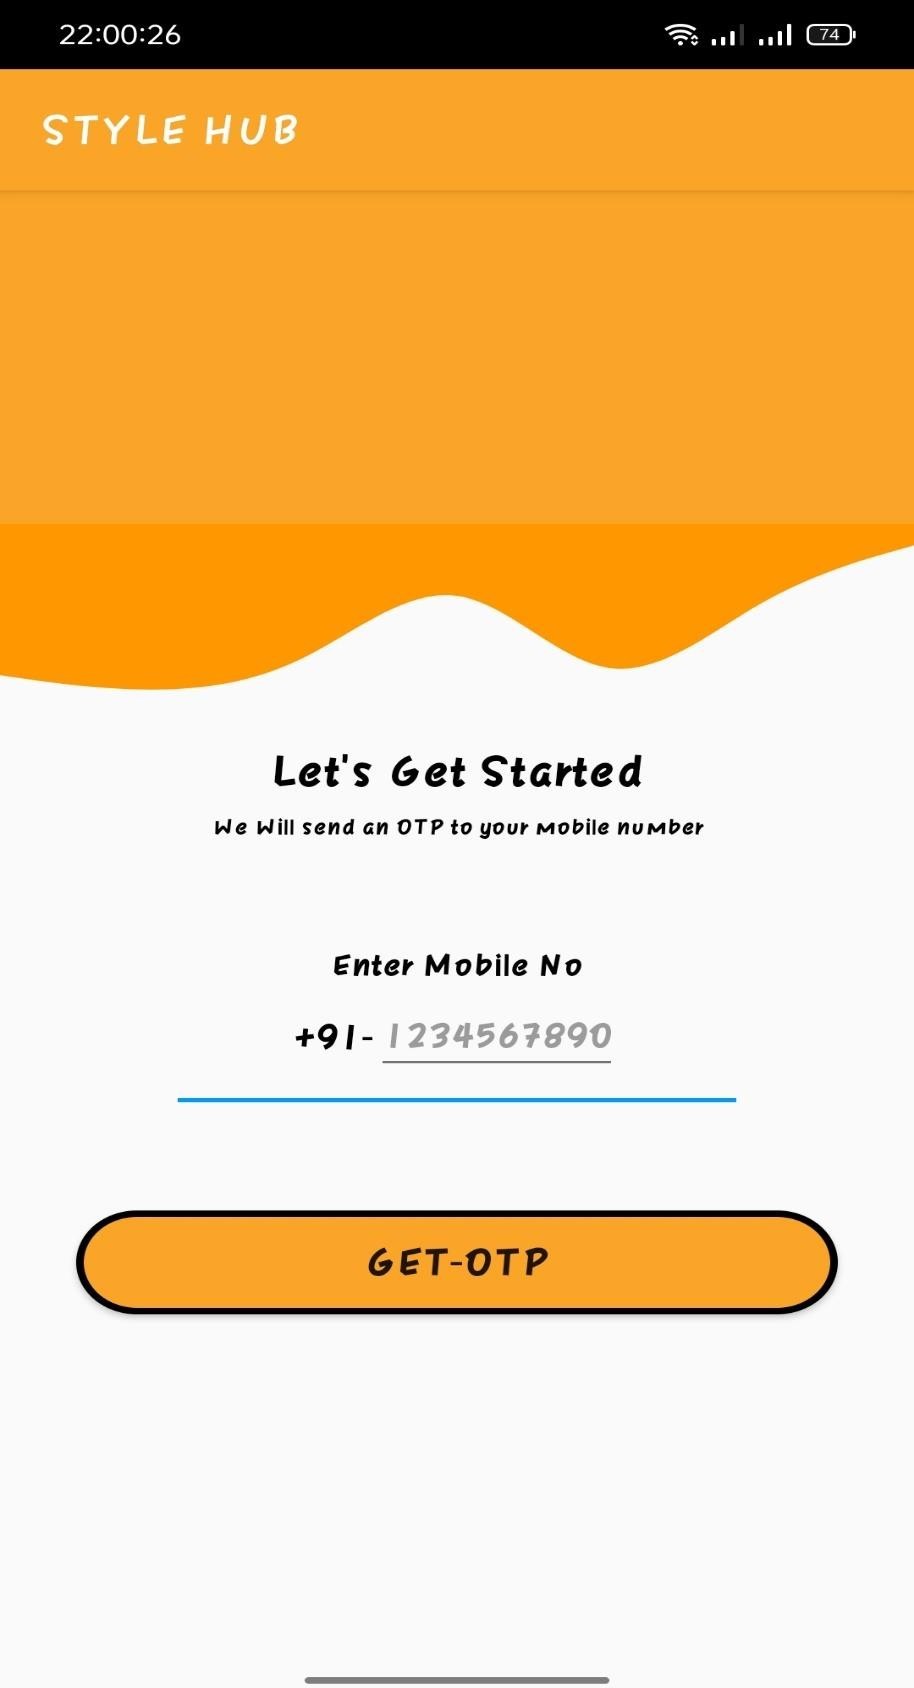 22:00:26 74
STYLE HUB
Let's Get Started
We Will send an OTP to your mobile number
Enter Mobile No
+91- 1234567890
GET-OTP